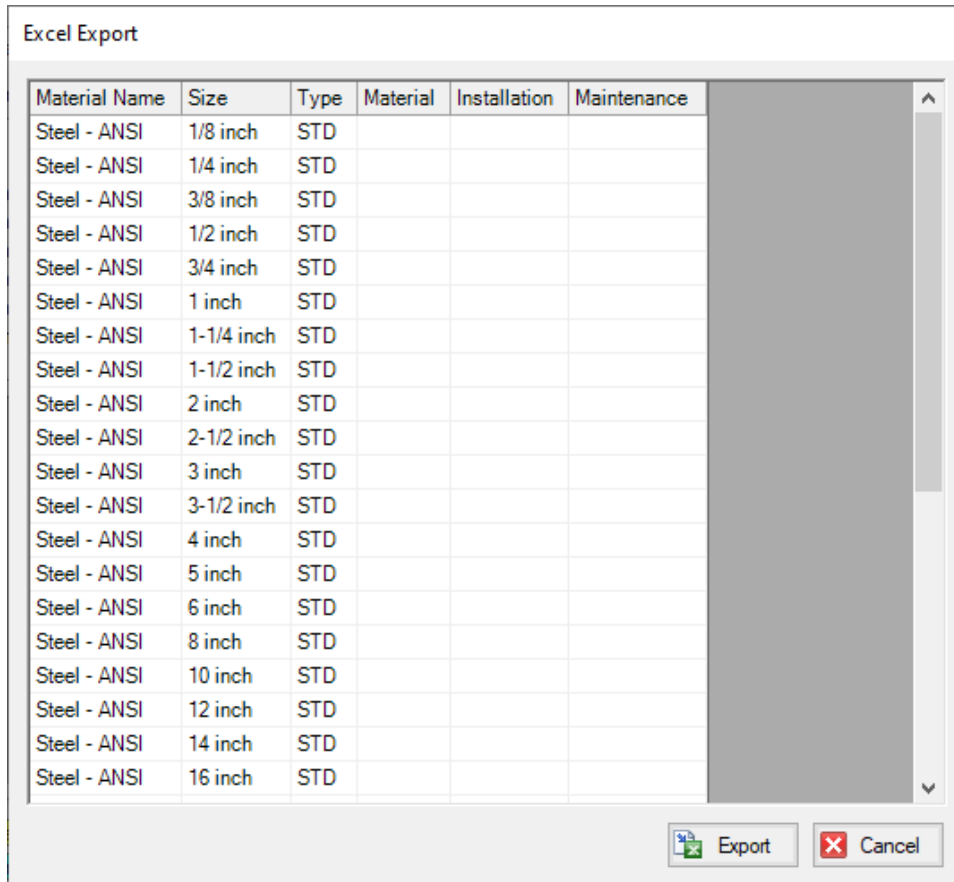 Excel Export
Material Name Size Type Material Installation Maintenance
Steel - ANSI 1/8 inch STD
Steel - ANSI 1/4 inch STD
Steel - ANSI 3/8 inch STD
Steel - ANSI 1/2 inch STD
Steel - ANSI 3/4 inch STD
Steel - ANSI 1 inch STD
Steel - ANSI 1-1/4 inch STD
Steel - ANSI 1-1/2 inch STD
Steel - ANSI 2 inch STD
Steel - ANSI 2-1/2 inch STD
Steel - ANSI 3 inch STD
Steel - ANSI 3-1/2 inch STD
Steel - ANSI 4 inch STD
Steel - ANSI 5 inch STD
Steel - ANSI 6 inch STD
Steel - ANSI 8 inch STD
Steel - ANSI 10 inch STD
Steel - ANSI 12 inch STD
Steel - ANSI 14 inch STD
Steel - ANSI 16 inch STD
Export Cancel